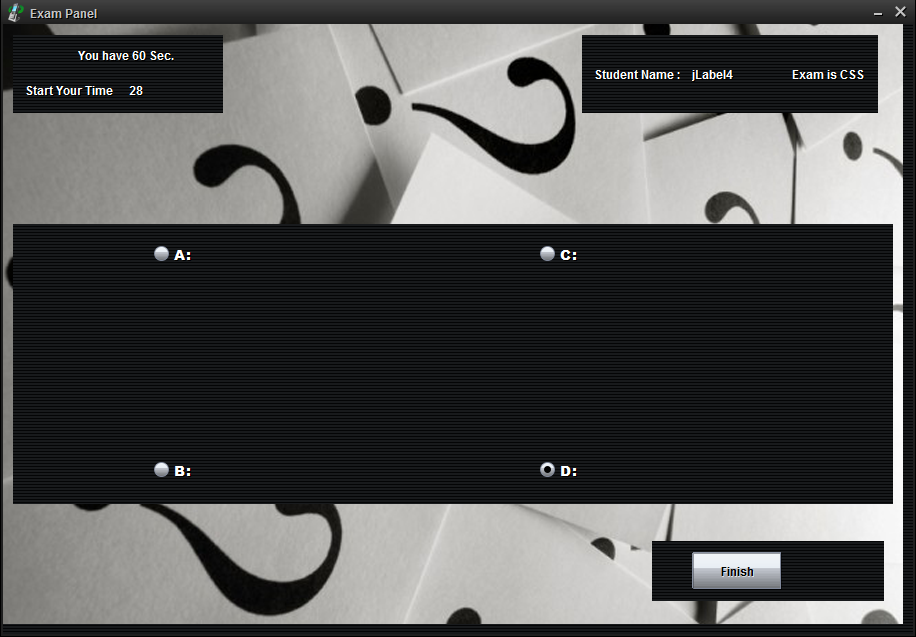 Exam Panel
You have 60 Sec.
Start Your Time 28
Student Name : jLabel4 Exam is CSS
A:
C:
B:
D:
Finish